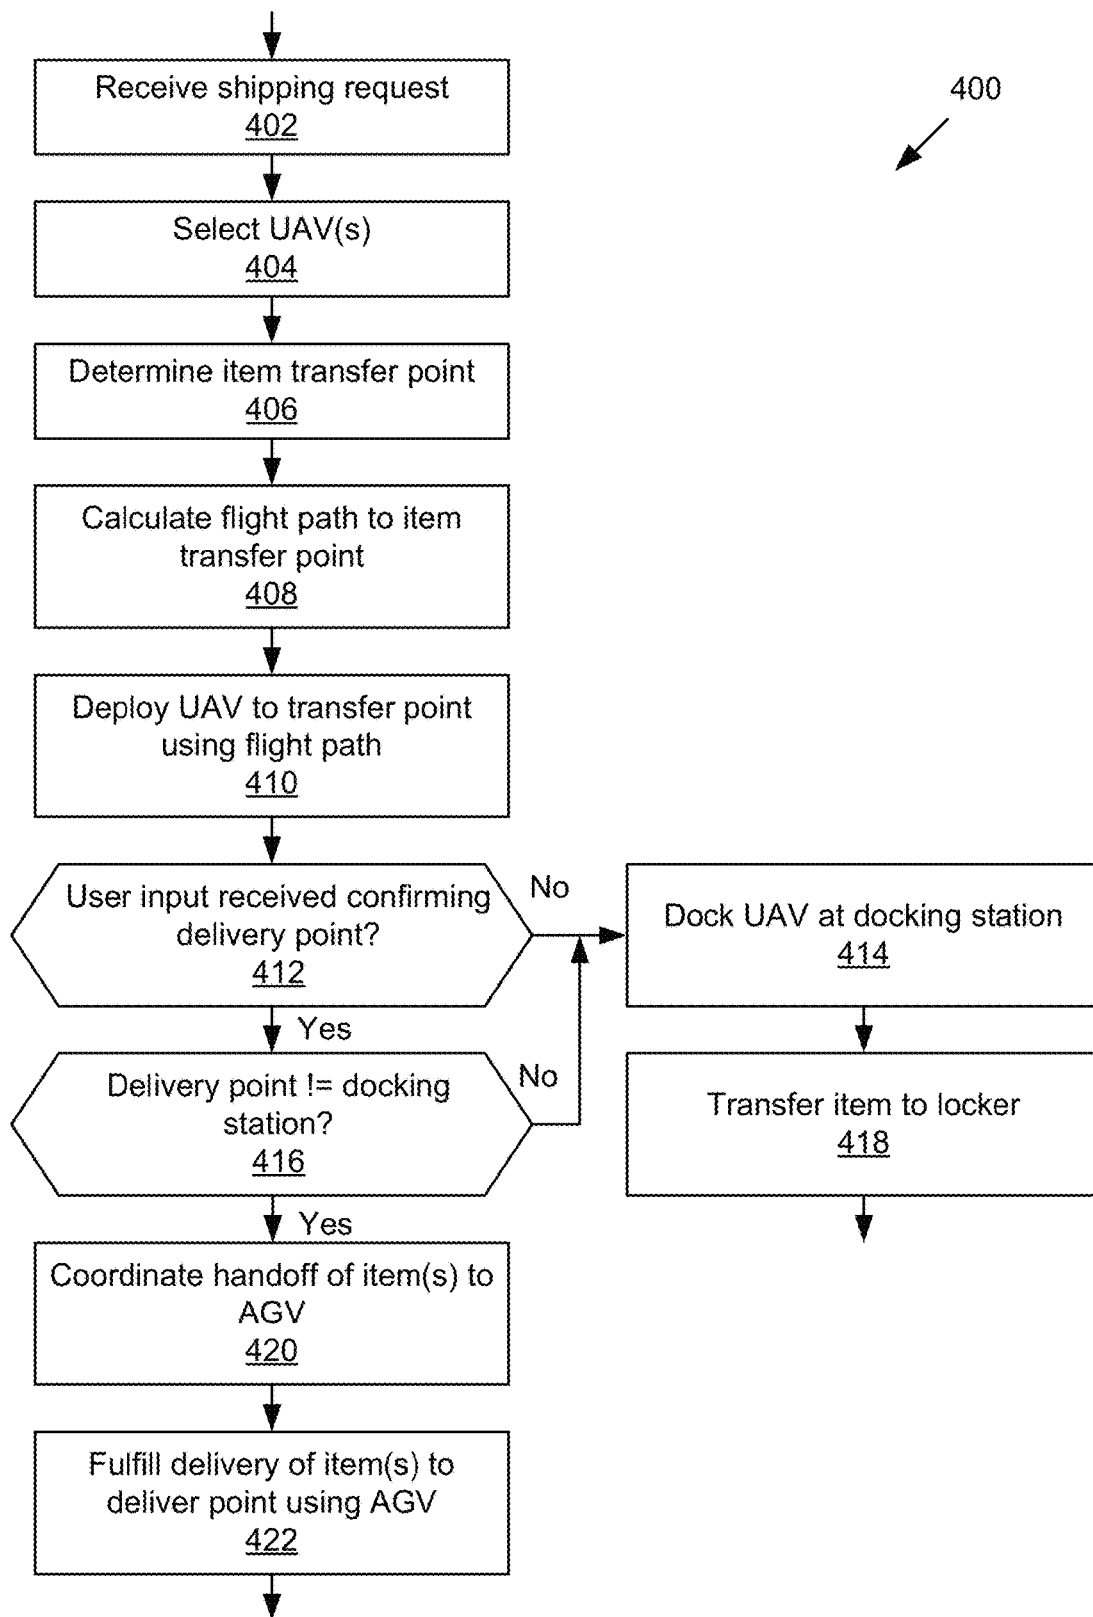 Receive shipping request
402
400
Select UAV(s)
404
Determine item transfer point
406
Calculate flight path to item
transfer point
408
Deploy UAV to transfer point
using flight path
410
User input received confirming
delivery point?
412
No
Dock UAV at docking station
414
Yes
Delivery point != docking
station?
416
No
Transfer item to locker
418
Yes
Coordinate handoff of item(s) to
AGV
420
Fulfill delivery of item(s) to
deliver point using AGV
422